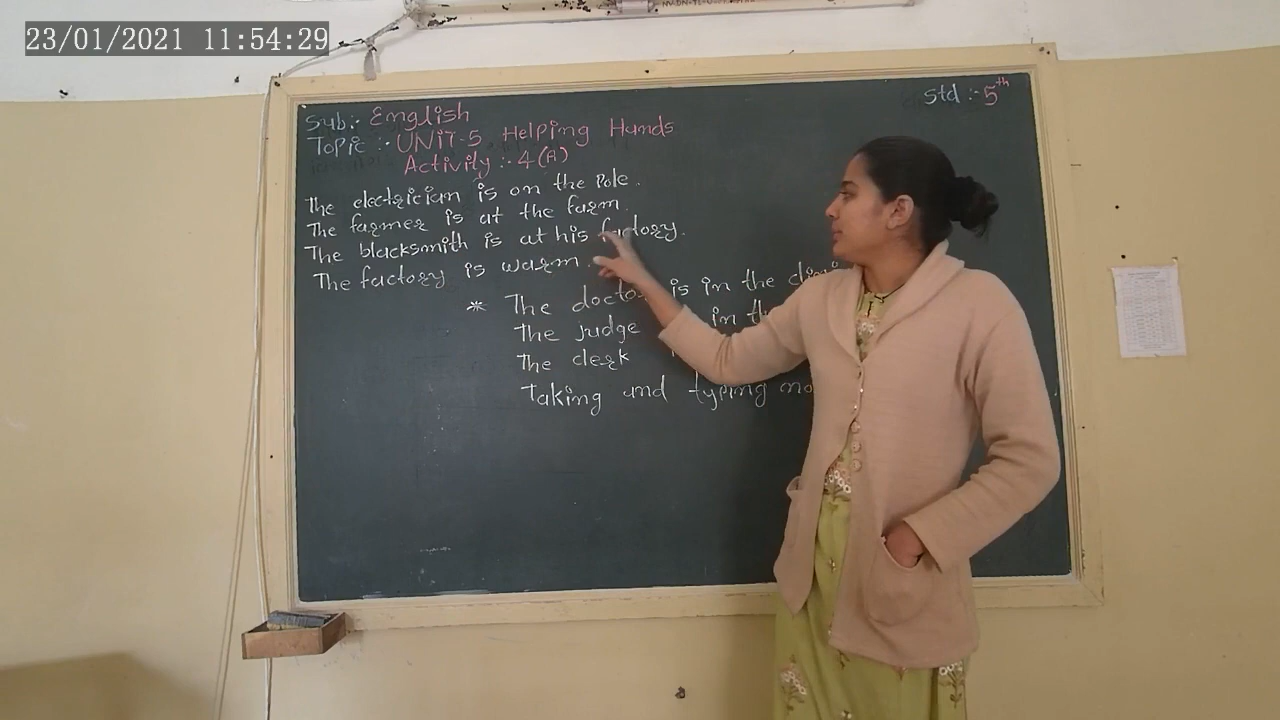 23/01/2021 11:54:29
Std :- 5th
Sub:- English
Topic :- UNIT-5 Helping Hands
Activity :- 4(A)
The electrician is on the Pole.
The farmer is at the farm.
The blacksmith is at his factory.
The factory is warm.
* The doctor is in the
The judge in
The clerk
Taking and typing